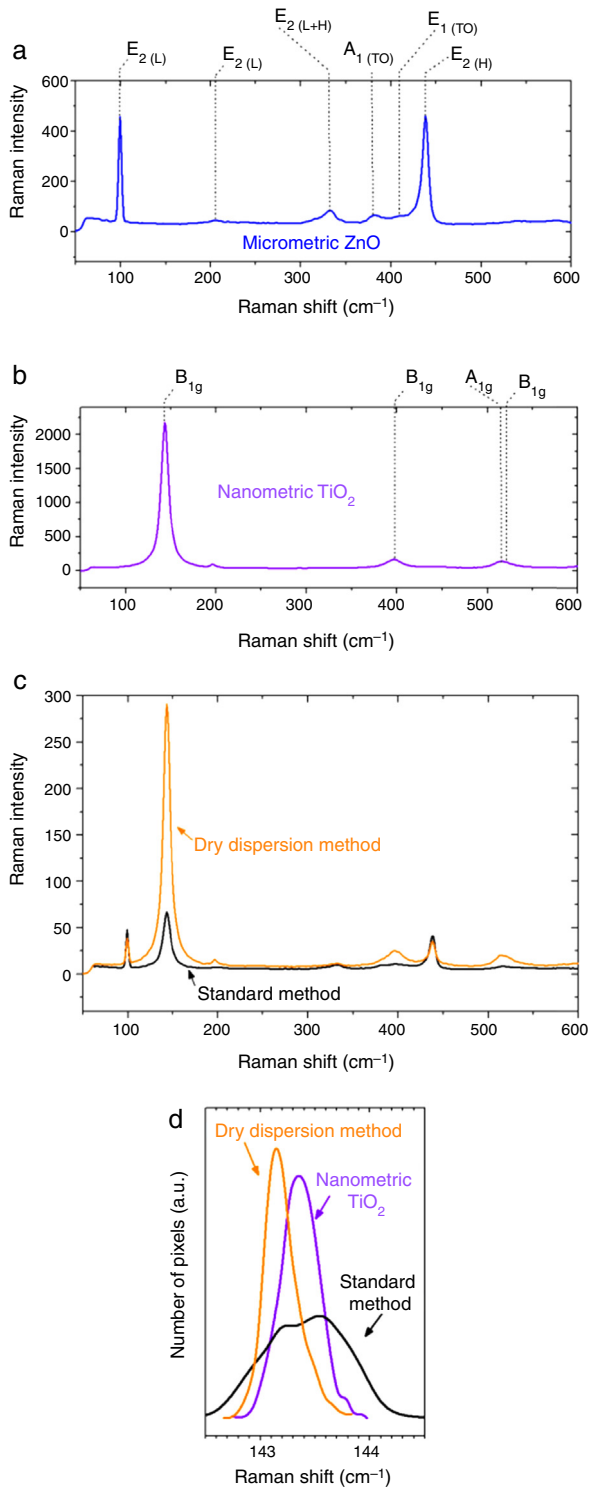 a
E2 (L)
E2 (L)
E2 (L+H)
A1 (TO)
E1 (TO)
E2 (H)
Raman intensity
600
400
200
0
Micrometric ZnO
100 200 300 400 500 600
Raman shift (cm⁻¹)
b
B1g
B1g
A1g
B1g
Raman intensity
2000
1500
1000
500
0
Nanometric TiO2
100 200 300 400 500 600
Raman shift (cm⁻¹)
c
Raman intensity
300
250
200
150
100
50
0
Dry dispersion method
Standard method
100 200 300 400 500 600
Raman shift (cm⁻¹)
d
Number of pixels (a.u.)
Dry dispersion method
Nanometric
TiO2
Standard
method
143 144
Raman shift (cm⁻¹)